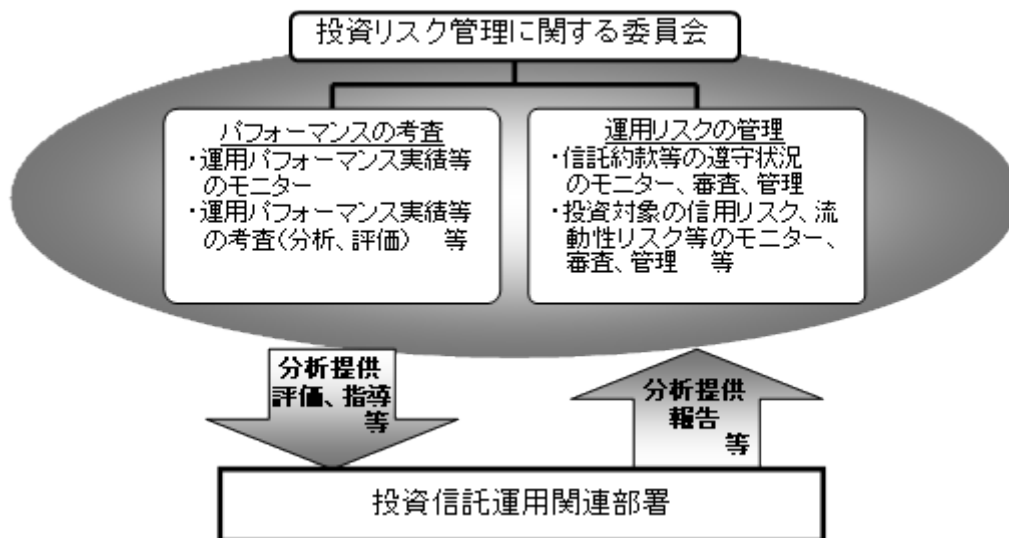 投資リスク管理に関する委員会
パフォーマンスの考査
・運用パフォーマンス実績等
のモニター
・運用パフォーマンス実績等
の考査(分析、評価) 等
運用リスクの管理
・信託約款等の遵守状況
のモニター、審査、管理
・投資対象の信用リスク、流
動性リスク等のモニター、
審査、管理 等
分析提供
評価、指導
等
分析提供
報告
等
投資信託運用関連部署